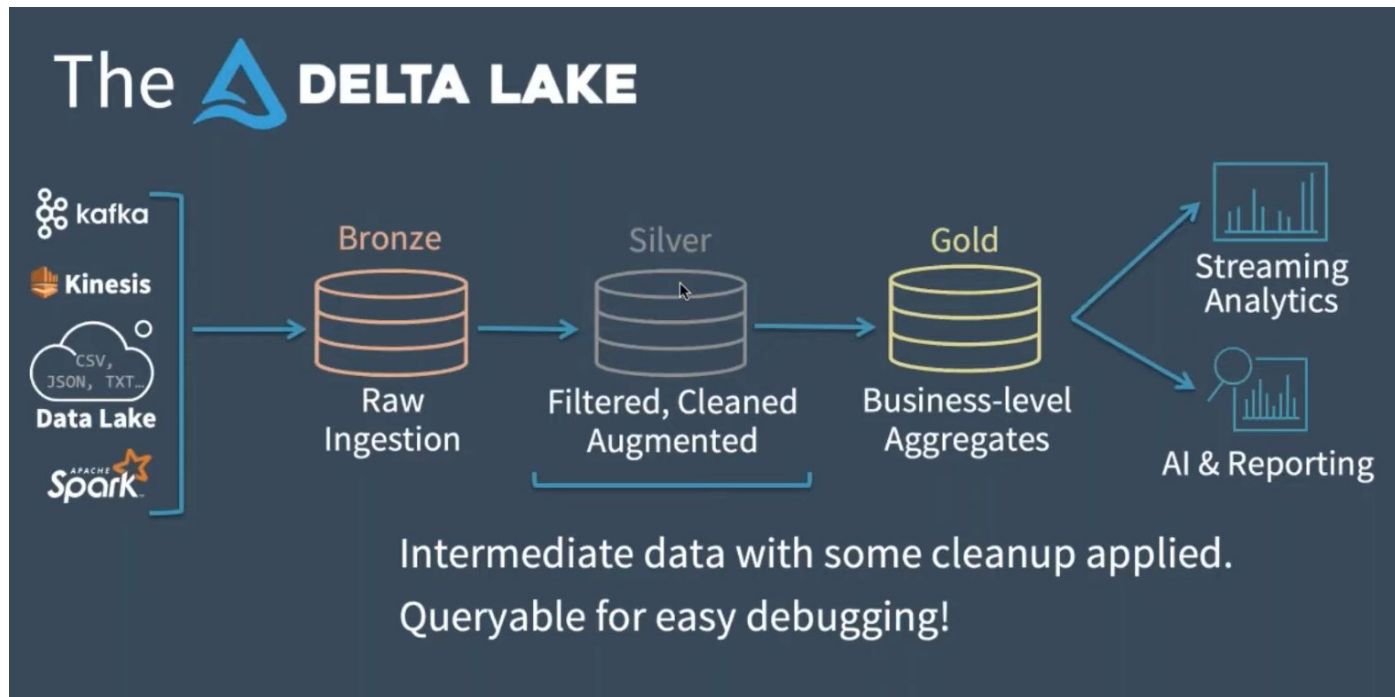 The DELTA LAKE
kafka
Kinesis
CSV,
JSON, TXT...
Data Lake
APACHE
Spark™
Bronze
Raw
Ingestion
Silver
Filtered, Cleaned
Augmented
Gold
Business-level
Aggregates
Streaming
Analytics
AI & Reporting
Intermediate data with some cleanup applied.
Queryable for easy debugging!